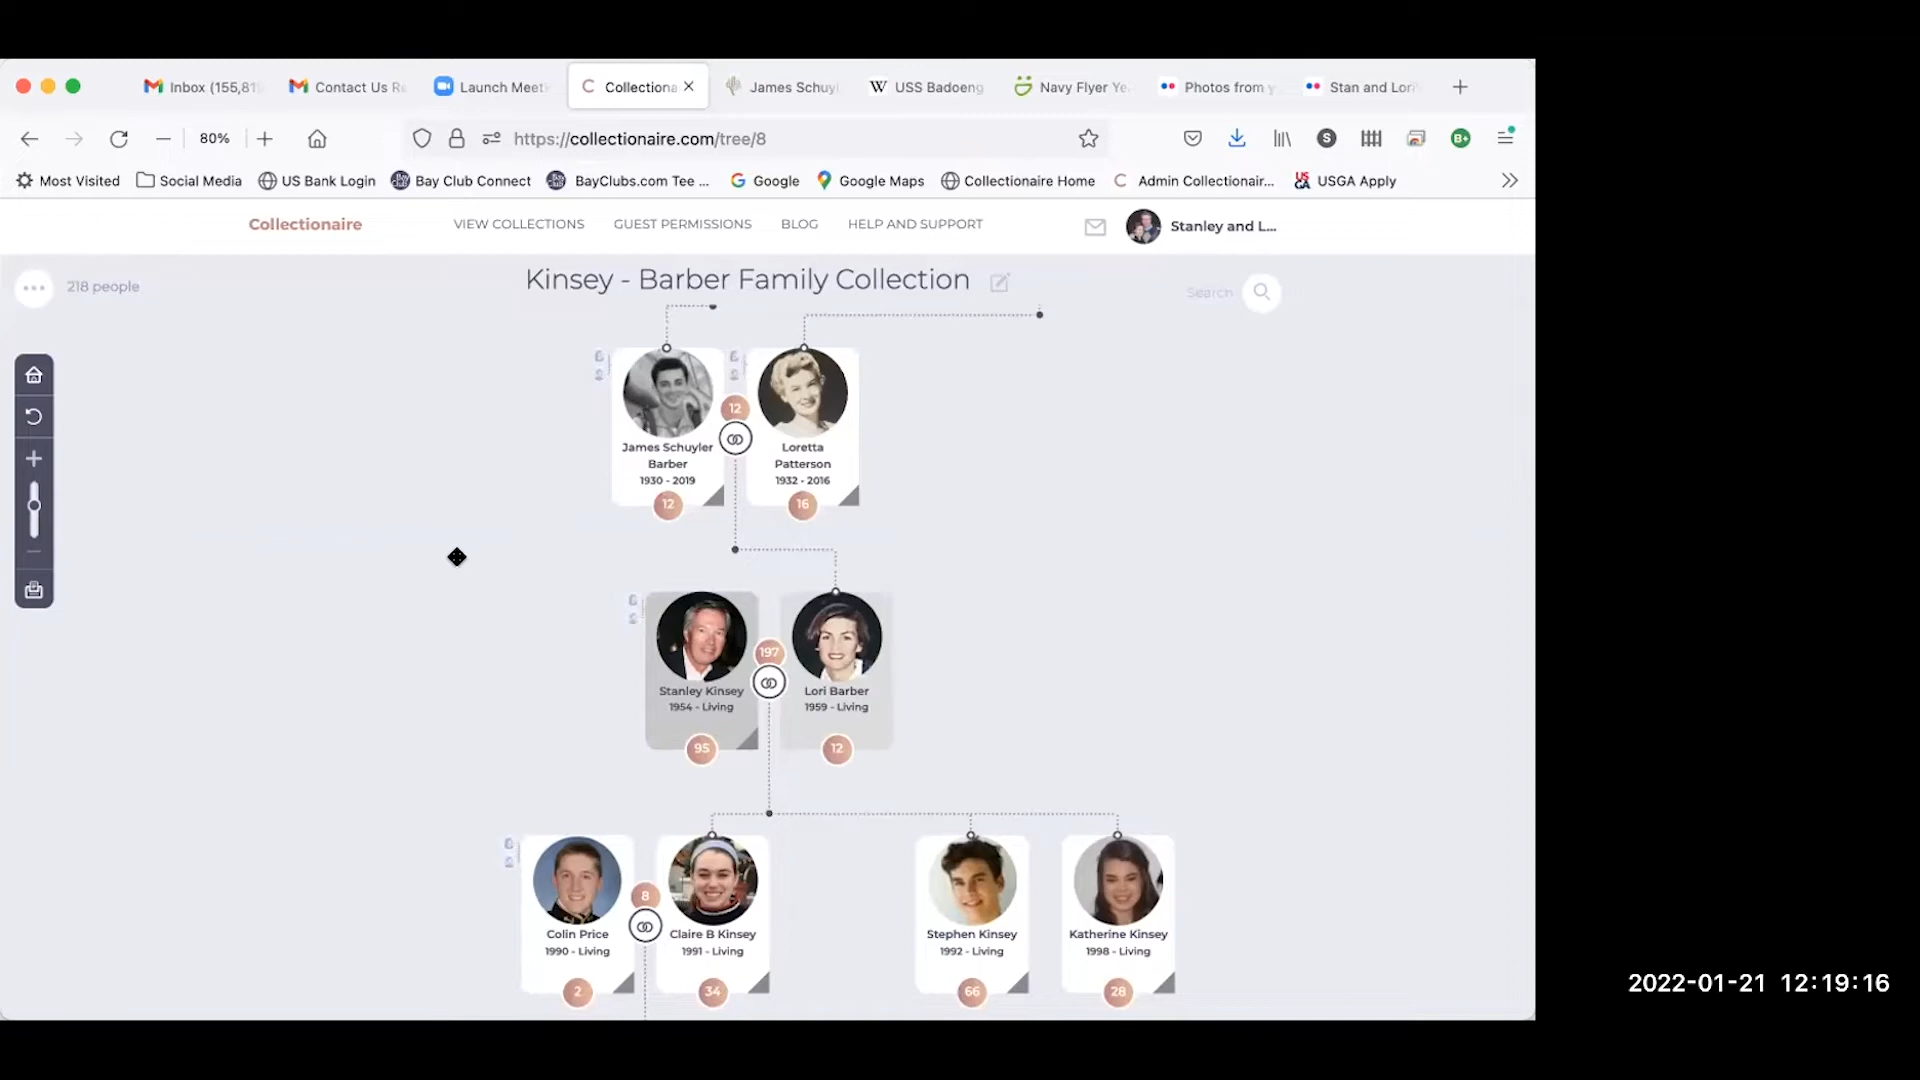 Inbox (155,81
Contact Us Re
Launch Meeti
Collectiona
James Schuyl
USS Badoeng
Navy Flyer Ye
Photos from y
Stan and Lori
80%
https://collectionaire.com/tree/8
S
B+
Most Visited
Social Media
US Bank Login
Bay Club Connect
BayClubs.com Tee ...
Google
Google Maps
Collectionaire Home
Admin Collectionair...
USGA Apply
Collectionaire
VIEW COLLECTIONS
GUEST PERMISSIONS
BLOG
HELP AND SUPPORT
Stanley and L...
218 people
Kinsey - Barber Family Collection
Search
James Schuyler
Barber
1930 - 2019
12
12
Loretta
Patterson
1932 - 2016
16
Stanley Kinsey
1954 - Living
95
197
Lori Barber
1959 - Living
12
Colin Price
1990 - Living
2
8
Claire B Kinsey
1991 - Living
34
Stephen Kinsey
1992 - Living
66
Katherine Kinsey
1998 - Living
28
2022-01-21 12:19:16